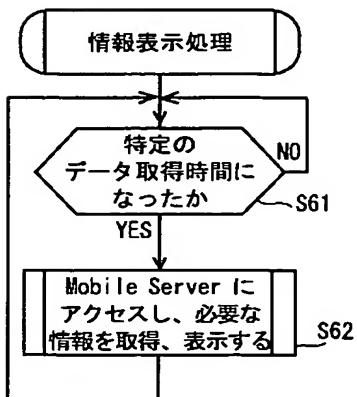 情報表示処理
特定の
データ取得時間に
なったか
NO
S61
YES
Mobile Server に
アクセスし、必要な
情報を取得、表示する
S62